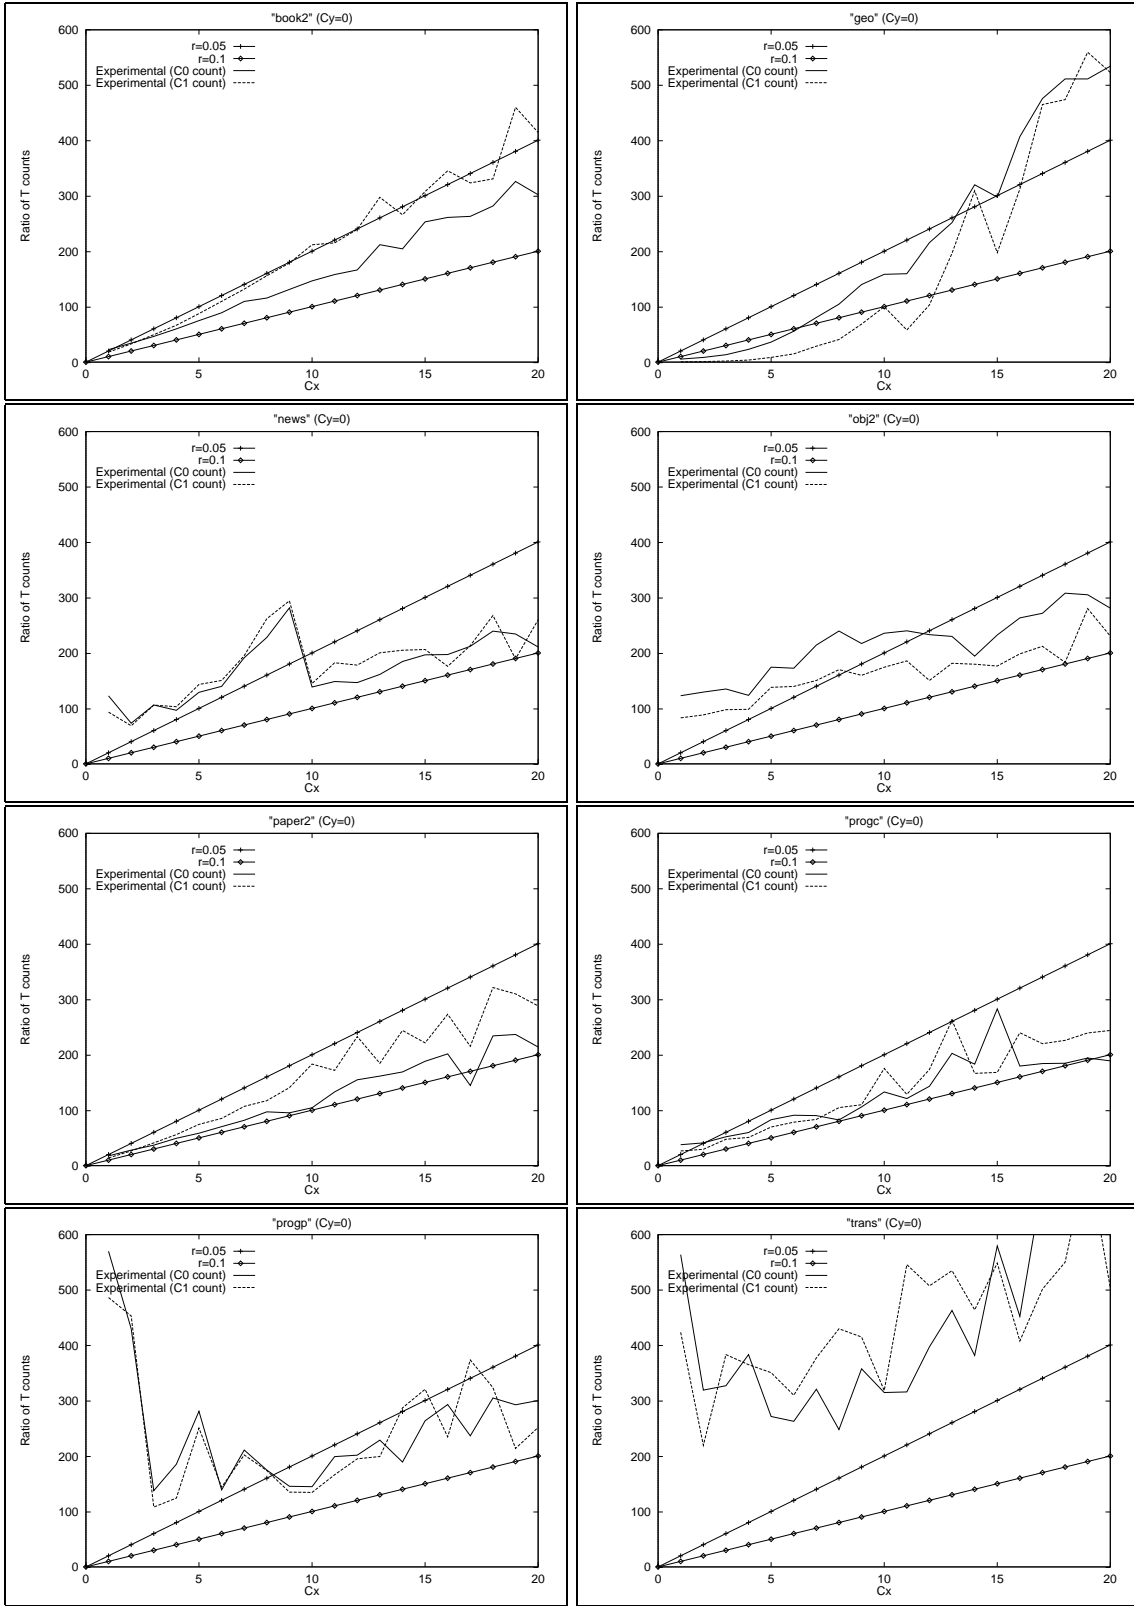 "book2" (Cy=0)
600
500
400
300
200
100
0
Ratio of T counts
r=0.05
r=0.1
Experimental (C0 count)
Experimental (C1 count)
0 5 10 15 20
Cx
"geo" (Cy=0)
600
500
400
300
200
100
0
Ratio of T counts
r=0.05
r=0.1
Experimental (C0 count)
Experimental (C1 count)
0 5 10 15 20
Cx
"news" (Cy=0)
600
500
400
300
200
100
0
Ratio of T counts
r=0.05
r=0.1
Experimental (C0 count)
Experimental (C1 count)
0 5 10 15 20
Cx
"obj2" (Cy=0)
600
500
400
300
200
100
0
Ratio of T counts
r=0.05
r=0.1
Experimental (C0 count)
Experimental (C1 count)
0 5 10 15 20
Cx
"paper2" (Cy=0)
600
500
400
300
200
100
0
Ratio of T counts
r=0.05
r=0.1
Experimental (C0 count)
Experimental (C1 count)
0 5 10 15 20
Cx
"progc" (Cy=0)
600
500
400
300
200
100
0
Ratio of T counts
r=0.05
r=0.1
Experimental (C0 count)
Experimental (C1 count)
0 5 10 15 20
Cx
"progp" (Cy=0)
600
500
400
300
200
100
0
Ratio of T counts
r=0.05
r=0.1
Experimental (C0 count)
Experimental (C1 count)
0 5 10 15 20
Cx
"trans" (Cy=0)
600
500
400
300
200
100
0
Ratio of T counts
r=0.05
r=0.1
Experimental (C0 count)
Experimental (C1 count)
0 5 10 15 20
Cx